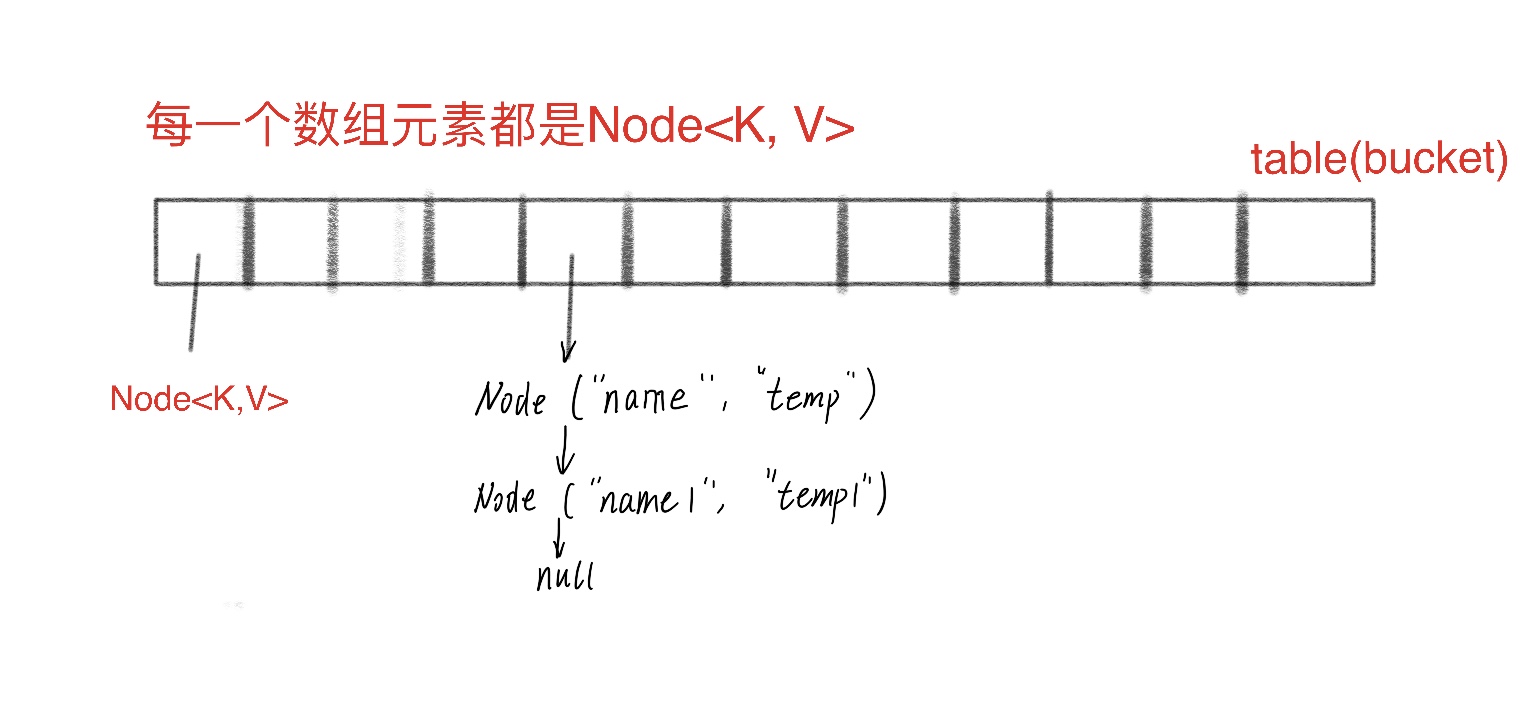 每一个数组元素都是Node<K, V>
table(bucket)
Node<K,V>
Node ("name", "temp")
Node ("name1", "temp1")
null